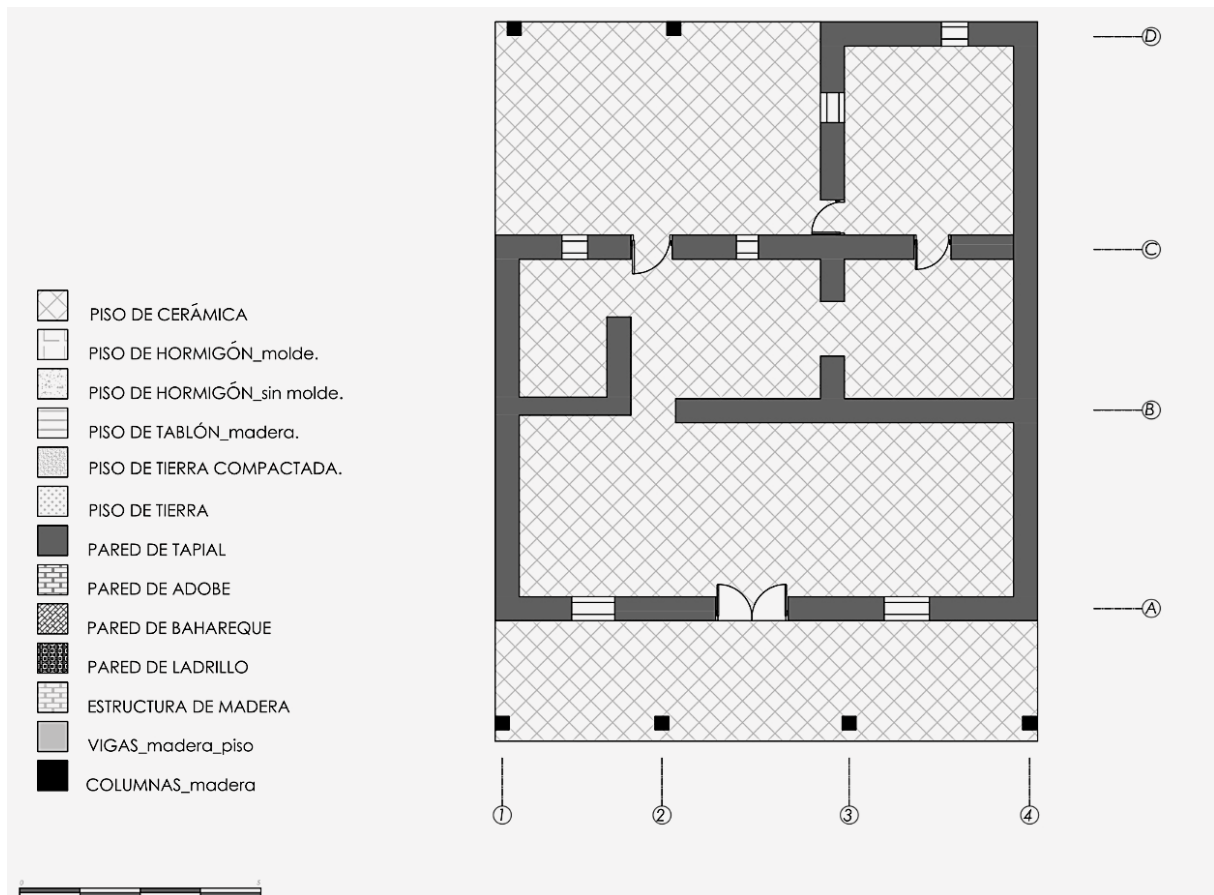 PISO DE CERÁMICA
PISO DE HORMIGÓN_molde.
PISO DE HORMIGÓN_sin molde.
PISO DE TABLÓN_madera.
PISO DE TIERRA COMPACTADA.
PISO DE TIERRA
PARED DE TAPIAL
PARED DE ADOBE
PARED DE BAHAREQUE
PARED DE LADRILLO
ESTRUCTURA DE MADERA
VIGAS_madera_piso
COLUMNAS_madera
D
C
B
A
1 2 3 4
0 5